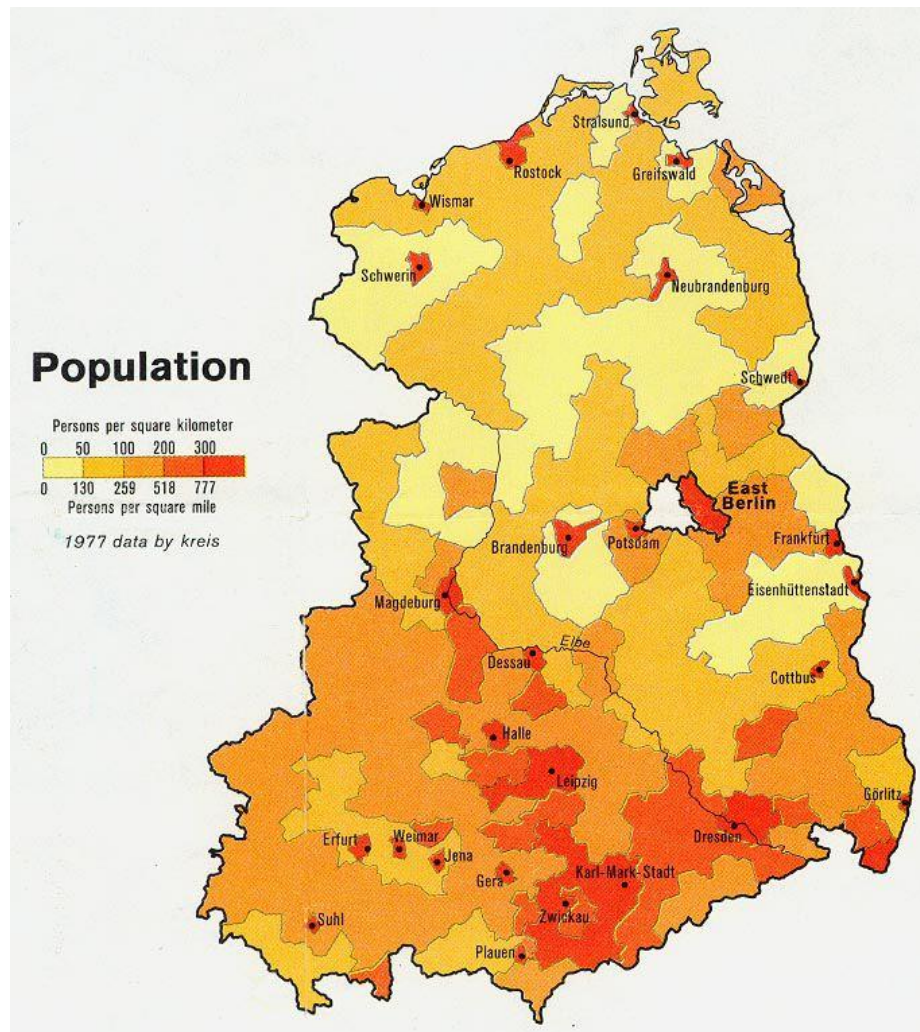 Population
Persons per square kilometer
0 50 100 200 300
0 130 259 518 777
Persons per square mile
1977 data by kreis
Stralsund
Rostock
Greifswald
Wismar
Schwerin
Neubrandenburg
Schwedt
East
Berlin
Brandenburg
Potsdam
Frankfurt
Eisenhüttenstadt
Magdeburg
Elbe
Dessau
Cottbus
Halle
Leipzig
Görlitz
Dresden
Erfurt
Weimar
Jena
Gera
Karl-Mark-Stadt
Zwickau
Suhl
Plauen